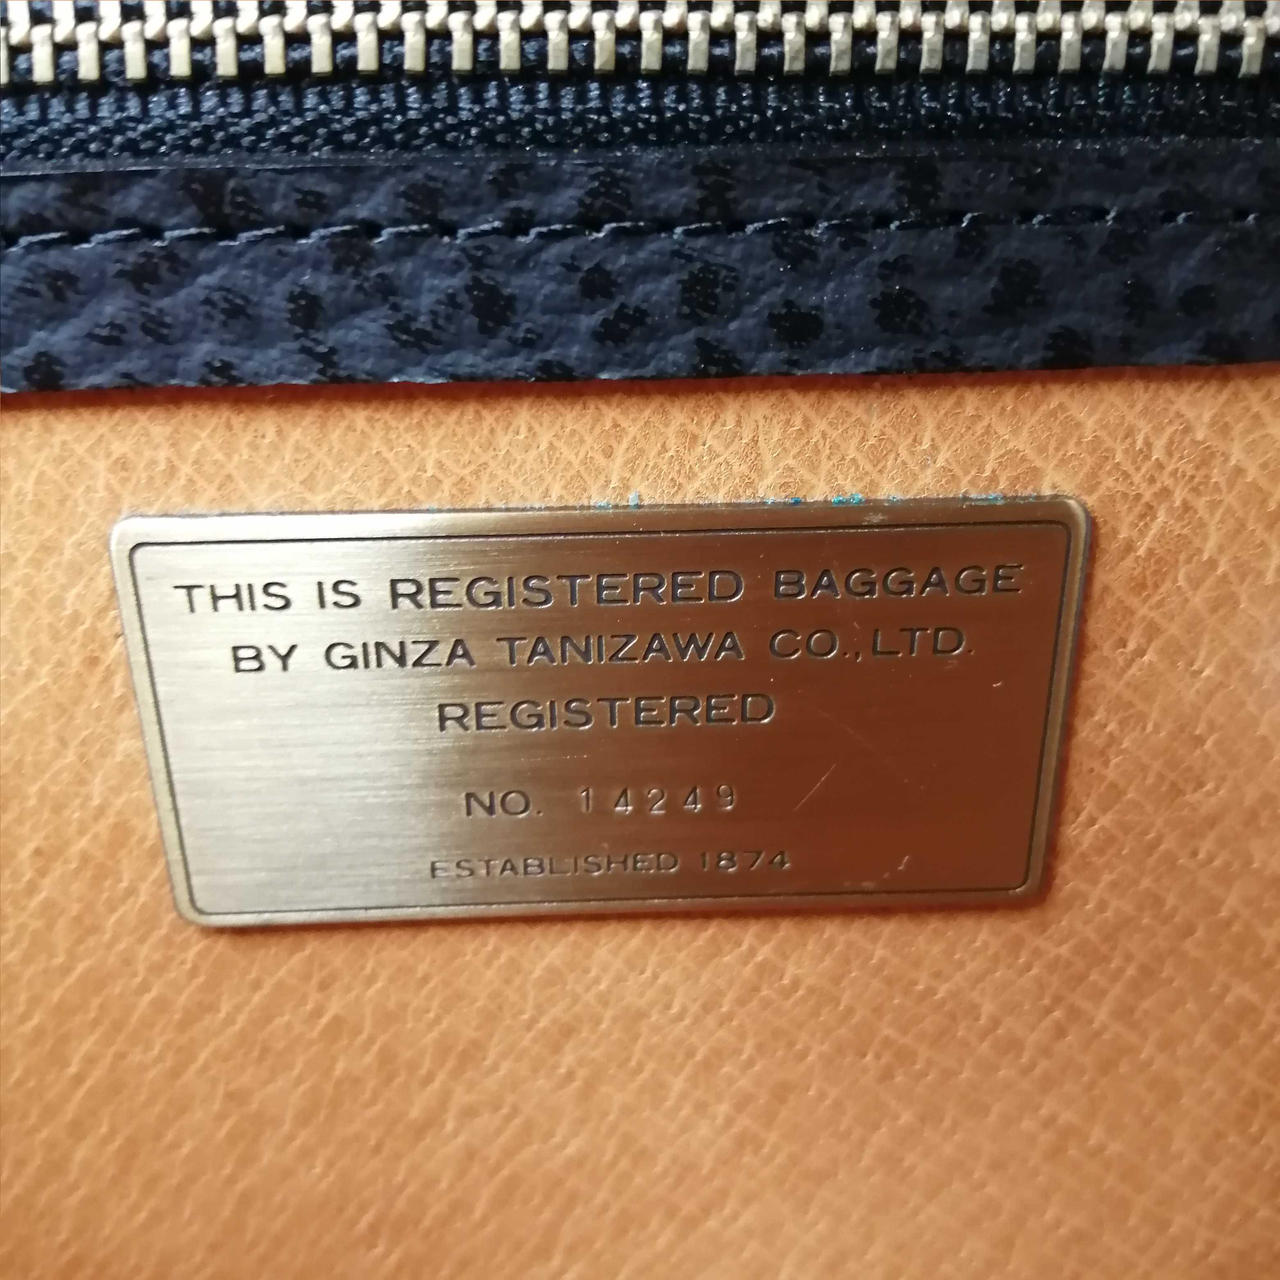 THIS IS REGISTERED BAGGAGE
BY GINZA TANIZAWA CO., LTD.
REGISTERED
NO. 14249
ESTABLISHED 1874